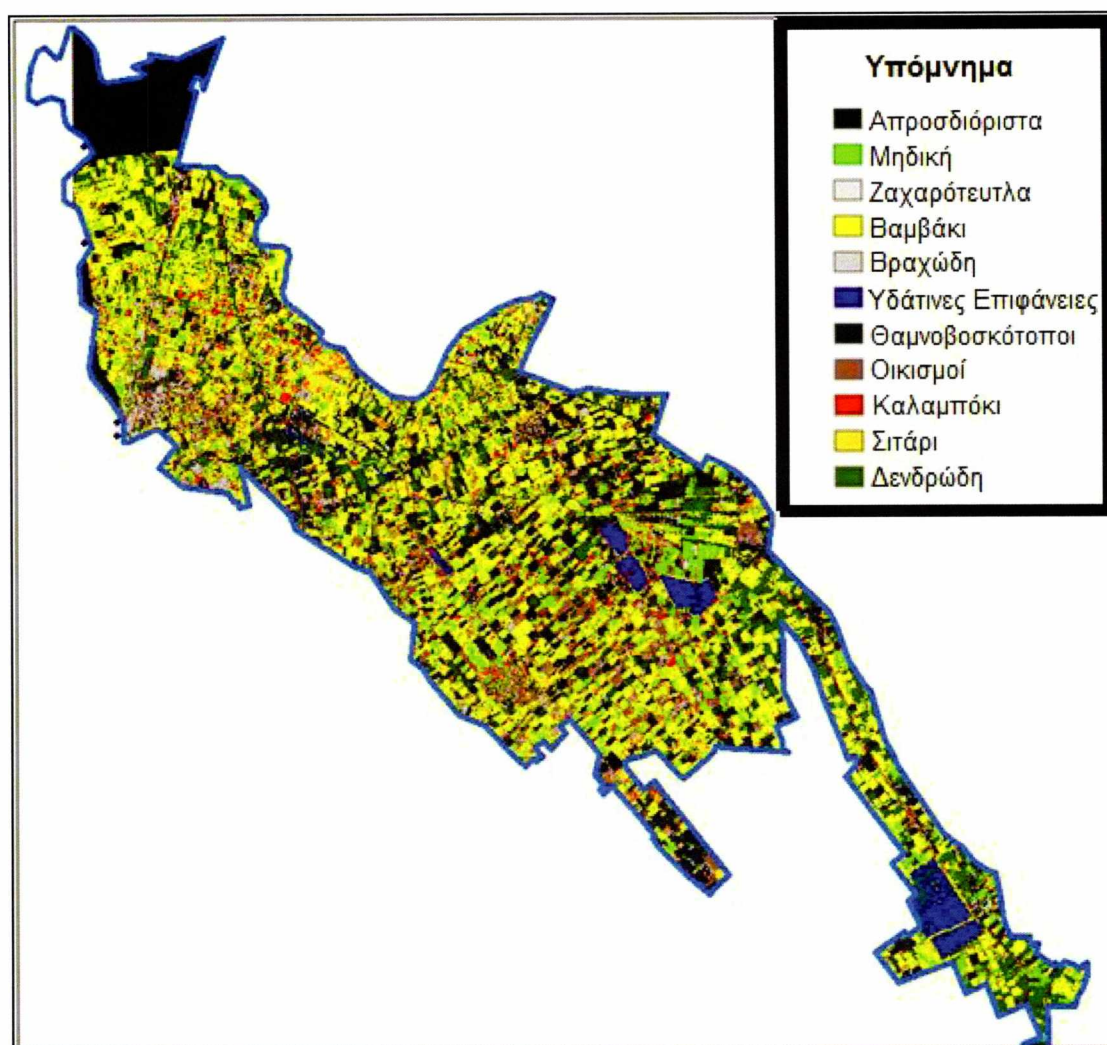 Υπόμνημα
Απροσδιόριστα
Μηδική
Ζαχαρότευτλα
Βαμβάκι
Βραχώδη
Υδάτινες Επιφάνειες
Θαμνοβοσκότοποι
Οικισμοί
Καλαμπόκι
Σιτάρι
Δενδρώδη